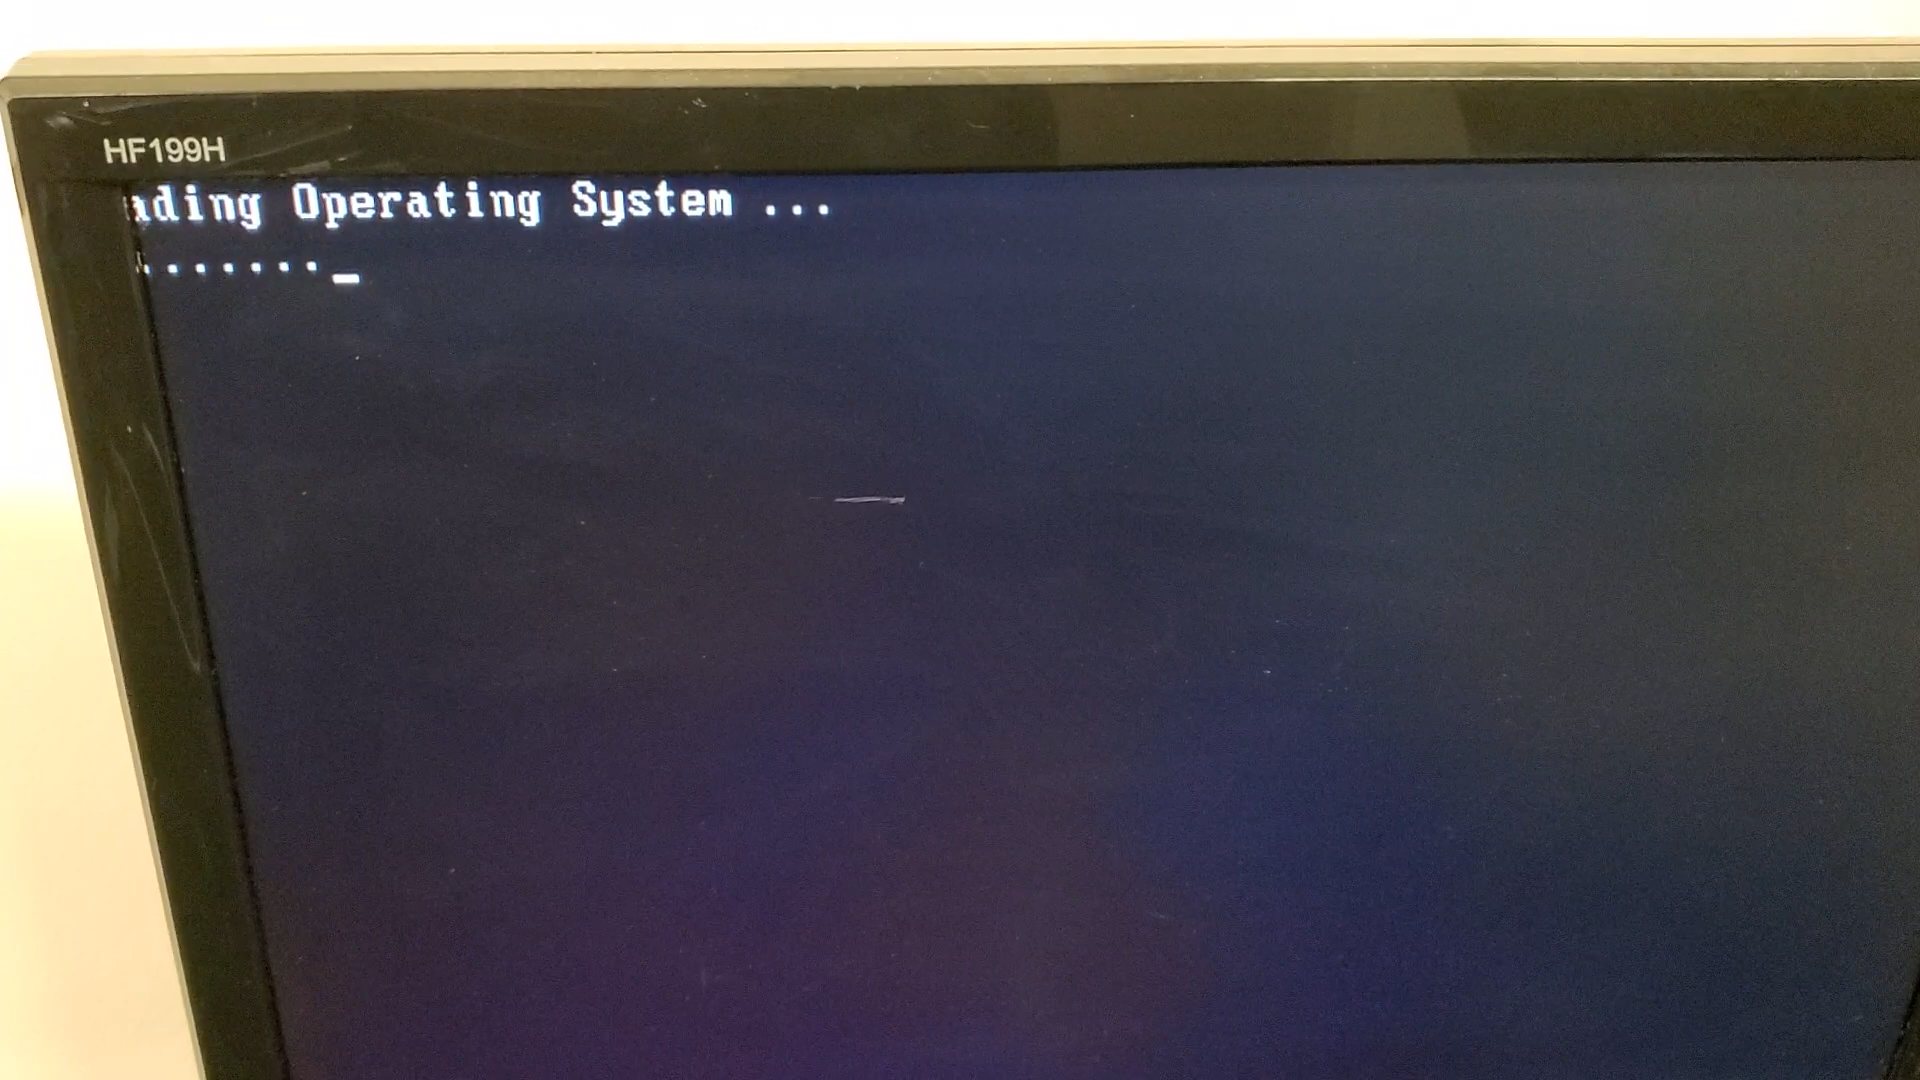 HF199H
ading Operating System ...
......._